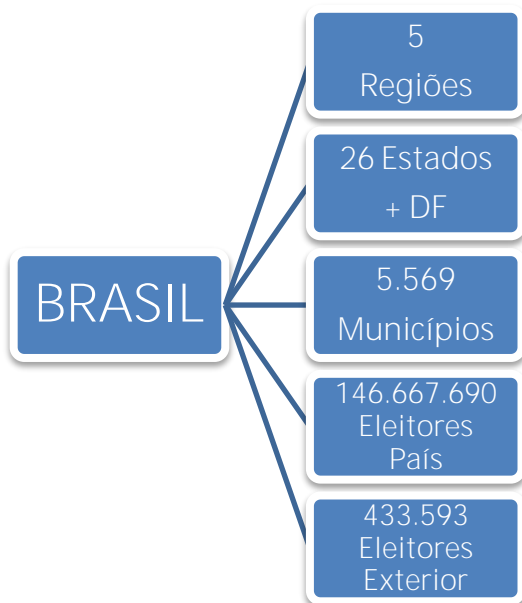 BRASIL
5
Regiões
26 Estados
+ DF
5.569
Municípios
146.667.690
Eleitores
País
433.593
Eleitores
Exterior